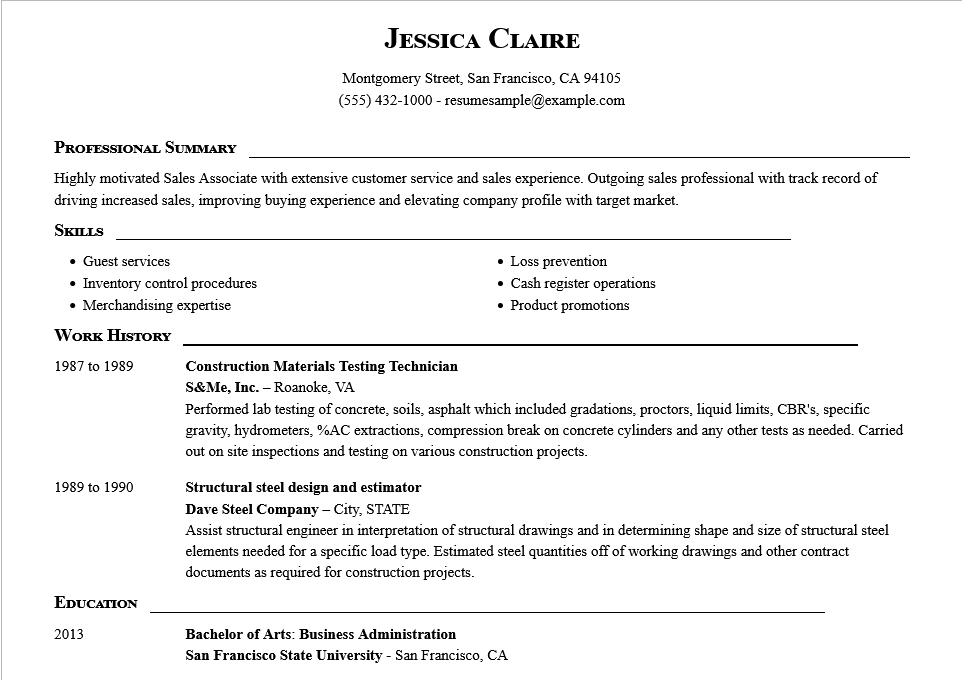 Jessica Claire
Montgomery Street, San Francisco, CA 94105
(555) 432-1000 - resumesample@example.com
Professional Summary
Highly motivated Sales Associate with extensive customer service and sales experience. Outgoing sales professional with track record of
driving increased sales, improving buying experience and elevating company profile with target market.
Skills
• Guest services
• Inventory control procedures
• Merchandising expertise
• Loss prevention
• Cash register operations
• Product promotions
Work History
1987 to 1989 Construction Materials Testing Technician
S&Me, Inc. – Roanoke, VA
Performed lab testing of concrete, soils, asphalt which included gradations, proctors, liquid limits, CBR's, specific
gravity, hydrometers, %AC extractions, compression break on concrete cylinders and any other tests as needed. Carried
out on site inspections and testing on various construction projects.
1989 to 1990 Structural steel design and estimator
Dave Steel Company – City, STATE
Assist structural engineer in interpretation of structural drawings and in determining shape and size of structural steel
elements needed for a specific load type. Estimated steel quantities off of working drawings and other contract
documents as required for construction projects.
Education
2013 Bachelor of Arts: Business Administration
San Francisco State University - San Francisco, CA